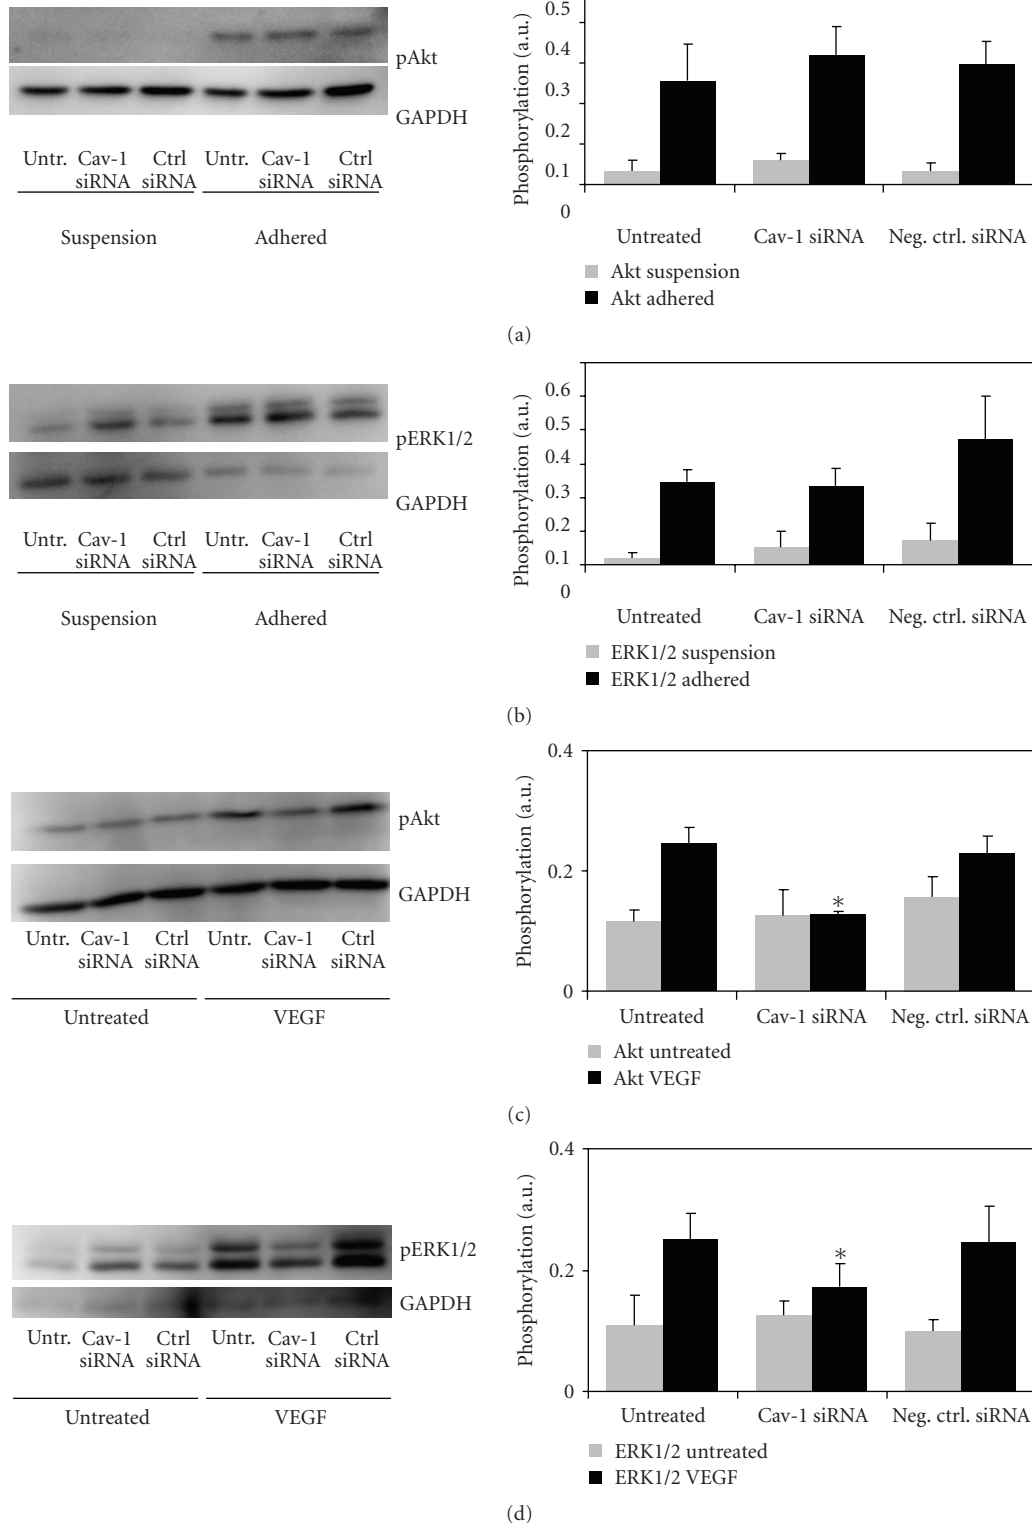 pAkt
GAPDH
Untr. Cav-1 siRNA Ctrl siRNA Untr. Cav-1 siRNA Ctrl siRNA
Suspension Adhered
Phosphorylation (a.u.)
0.5
0.4
0.3
0.2
0.1
0
Untreated Cav-1 siRNA Neg. ctrl. siRNA
Akt suspension
Akt adhered
(a)
pERK1/2
GAPDH
Untr. Cav-1 siRNA Ctrl siRNA Untr. Cav-1 siRNA Ctrl siRNA
Suspension Adhered
Phosphorylation (a.u.)
0.6
0.5
0.4
0.3
0.2
0.1
0
Untreated Cav-1 siRNA Neg. ctrl. siRNA
ERK1/2 suspension
ERK1/2 adhered
(b)
pAkt
GAPDH
Untr. Cav-1 siRNA Ctrl siRNA Untr. Cav-1 siRNA Ctrl siRNA
Untreated VEGF
Phosphorylation (a.u.)
0.4
0.2
0
*
Untreated Cav-1 siRNA Neg. ctrl. siRNA
Akt untreated
Akt VEGF
(c)
pERK1/2
GAPDH
Untr. Cav-1 siRNA Ctrl siRNA Untr. Cav-1 siRNA Ctrl siRNA
Untreated VEGF
Phosphorylation (a.u.)
0.4
0.2
0
*
Untreated Cav-1 siRNA Neg. ctrl. siRNA
ERK1/2 untreated
ERK1/2 VEGF
(d)